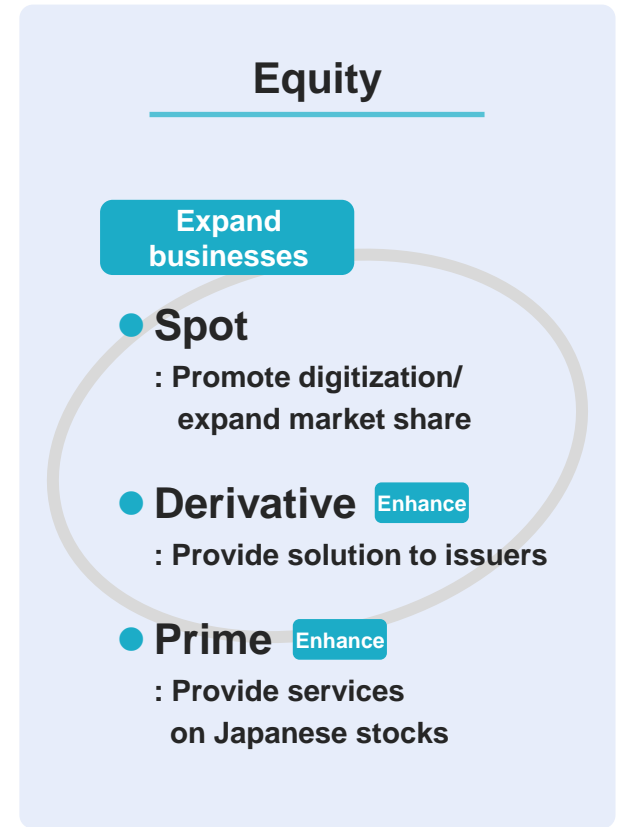 Equity
Expand
businesses
Spot
: Promote digitization/
expand market share
Derivative Enhance
: Provide solution to issuers
Prime Enhance
: Provide services
on Japanese stocks